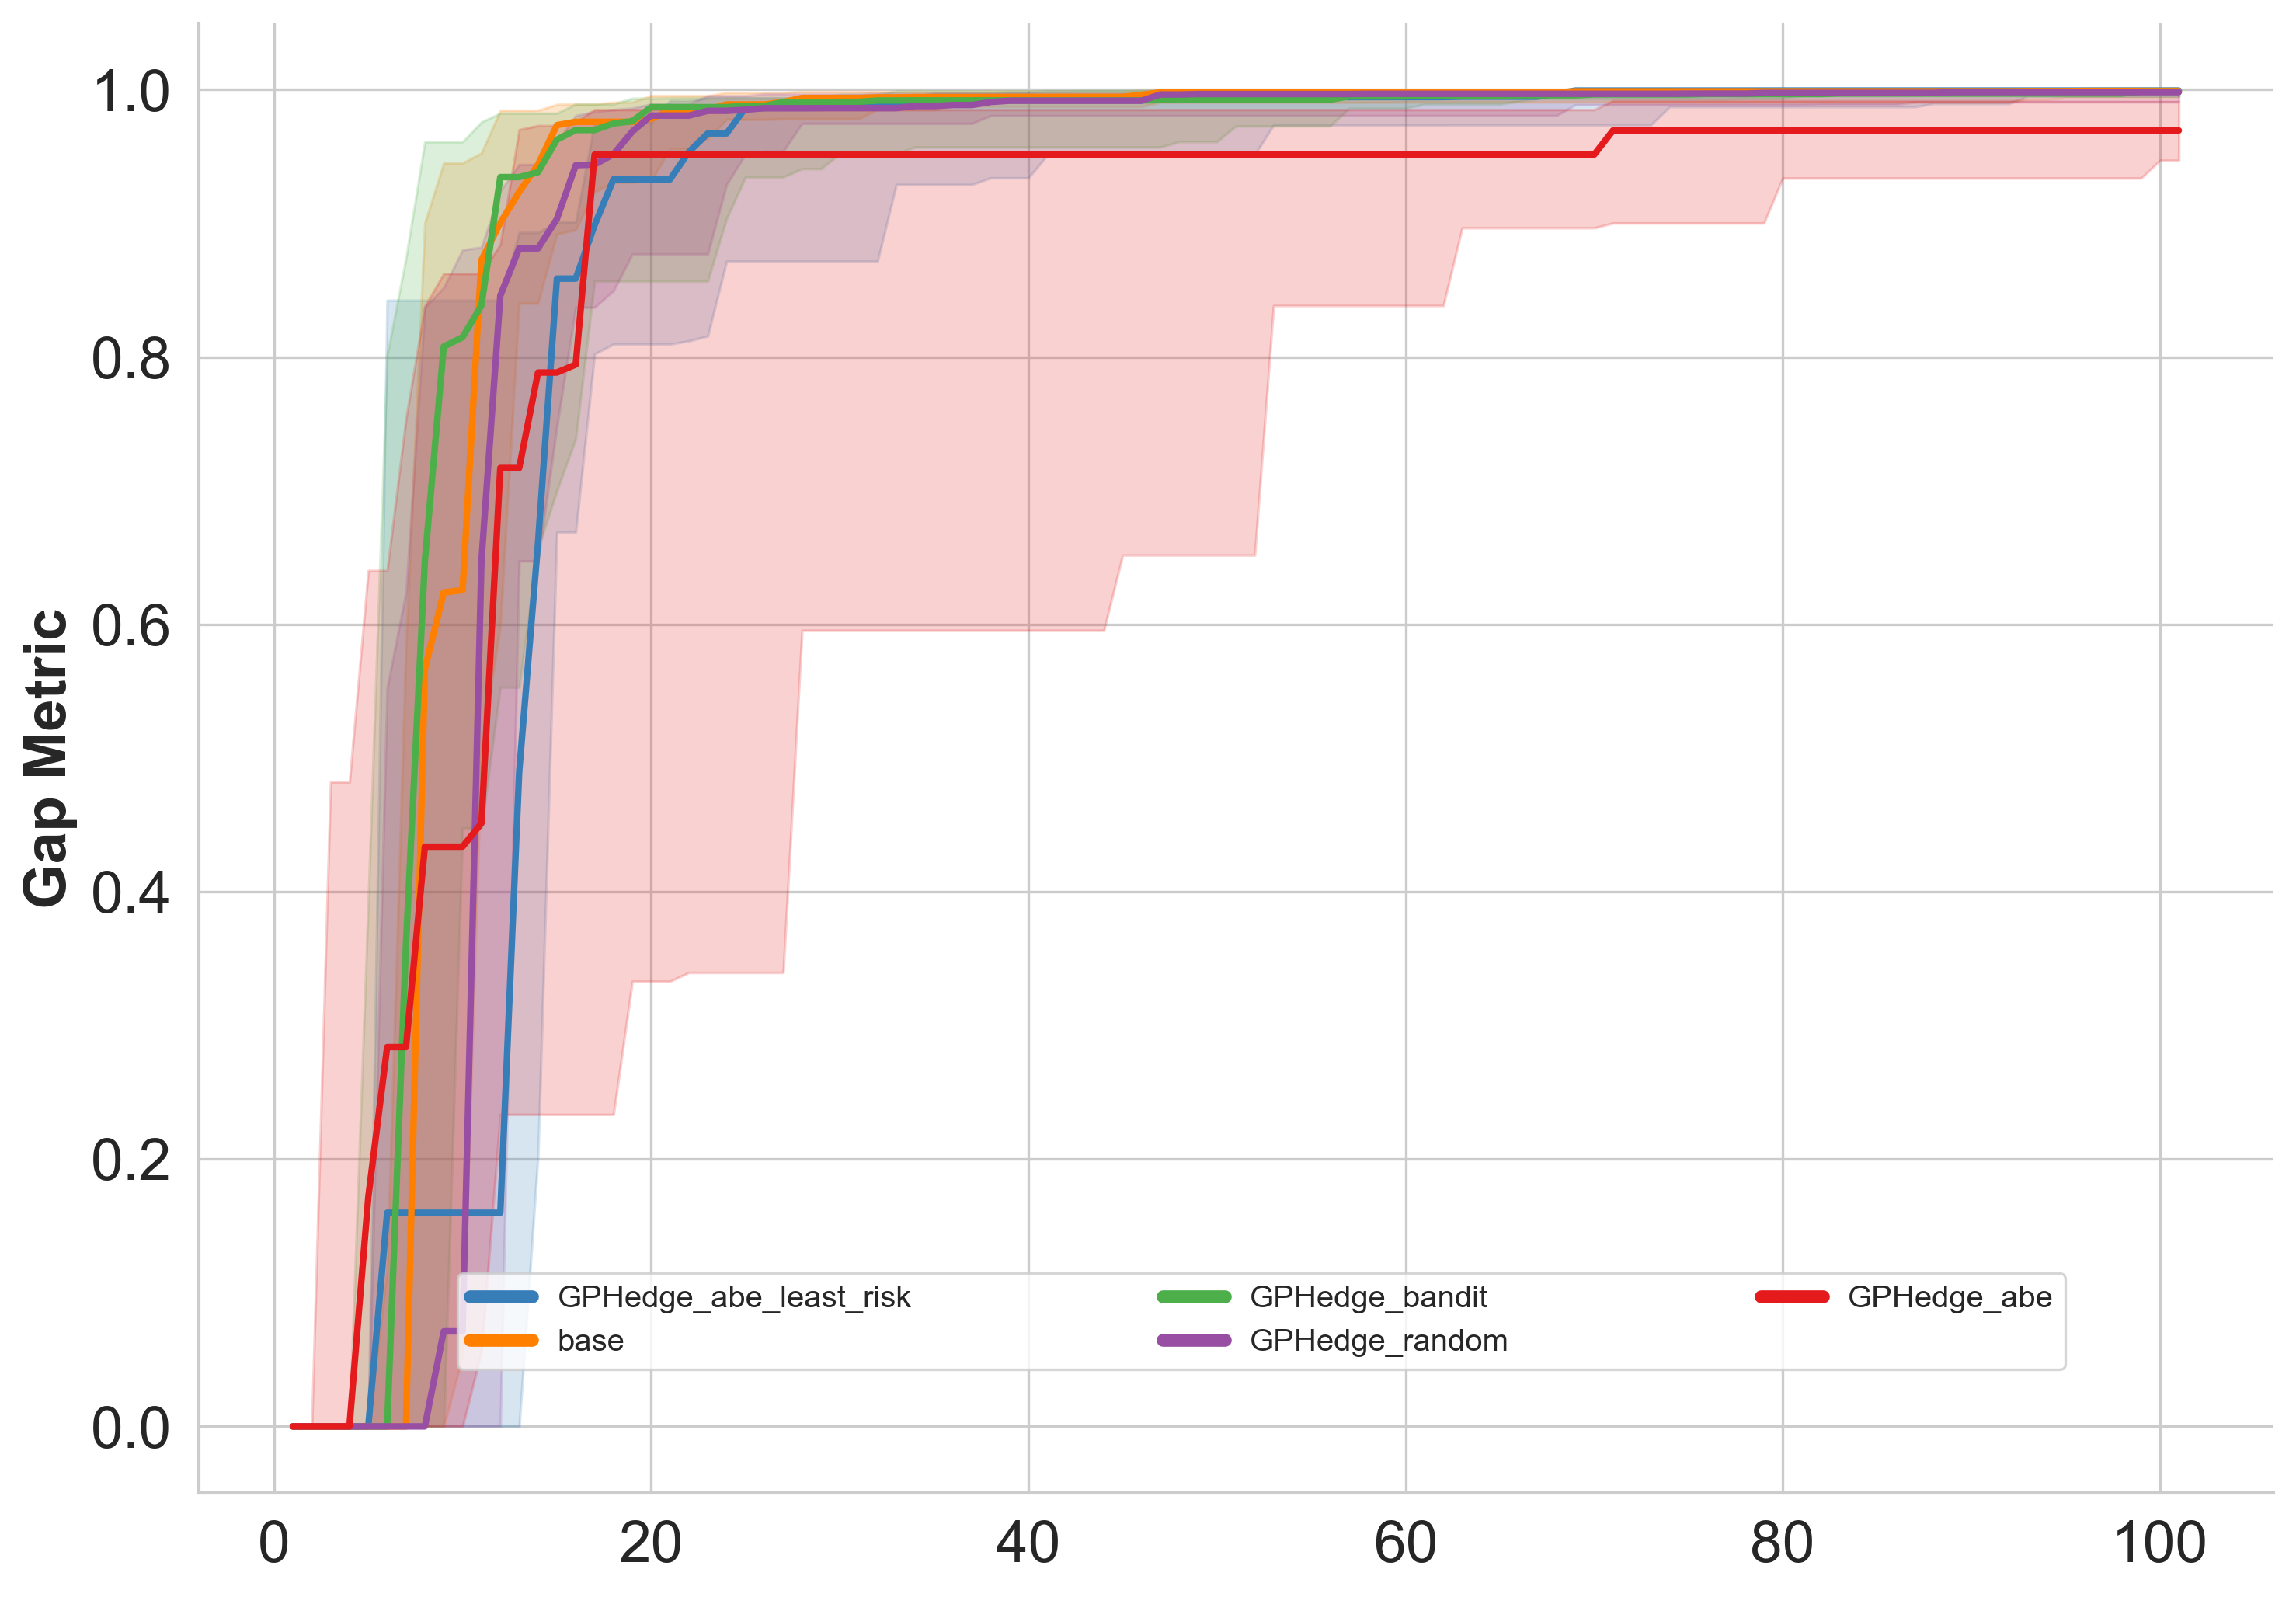 1.0
0.8
0.6
0.4
0.2
0.0
Gap Metric
GPHedge_abe_least_risk
base
GPHedge_bandit
GPHedge_random
GPHedge_abe
0 20 40 60 80 100